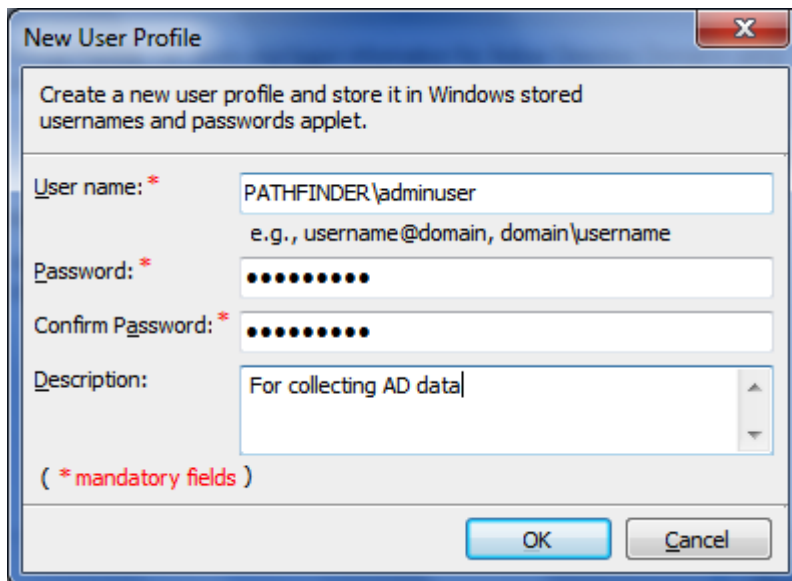 New User Profile
Create a new user profile and store it in Windows stored
usernames and passwords applet.
User name: * PATHFINDER\adminuser
e.g., username@domain, domain\username
Password: * •••••••••
Confirm Password: * •••••••••
Description: For collecting AD data
( * mandatory fields )
OK Cancel